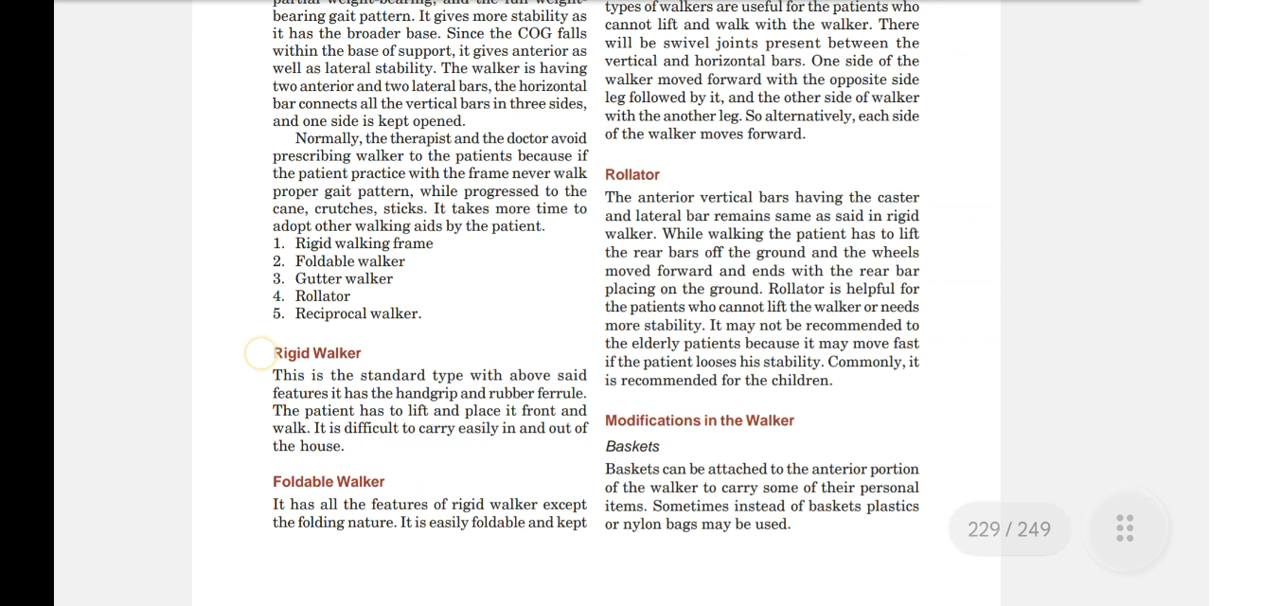 partial weight-bearing, and the full weight-
bearing gait pattern. It gives more stability as
it has the broader base. Since the COG falls
within the base of support, it gives anterior as
well as lateral stability. The walker is having
two anterior and two lateral bars, the horizontal
bar connects all the vertical bars in three sides,
and one side is kept opened.
Normally, the therapist and the doctor avoid
prescribing walker to the patients because if
the patient practice with the frame never walk
proper gait pattern, while progressed to the
cane, crutches, sticks. It takes more time to
adopt other walking aids by the patient.
1. Rigid walking frame
2. Foldable walker
3. Gutter walker
4. Rollator
5. Reciprocal walker.
Rigid Walker
This is the standard type with above said
features it has the handgrip and rubber ferrule.
The patient has to lift and place it front and
walk. It is difficult to carry easily in and out of
the house.
Foldable Walker
It has all the features of rigid walker except
the folding nature. It is easily foldable and kept
types of walkers are useful for the patients who
cannot lift and walk with the walker. There
will be swivel joints present between the
vertical and horizontal bars. One side of the
walker moved forward with the opposite side
leg followed by it, and the other side of walker
with the another leg. So alternatively, each side
of the walker moves forward.
Rollator
The anterior vertical bars having the caster
and lateral bar remains same as said in rigid
walker. While walking the patient has to lift
the rear bars off the ground and the wheels
moved forward and ends with the rear bar
placing on the ground. Rollator is helpful for
the patients who cannot lift the walker or needs
more stability. It may not be recommended to
the elderly patients because it may move fast
if the patient looses his stability. Commonly, it
is recommended for the children.
Modifications in the Walker
Baskets
Baskets can be attached to the anterior portion
of the walker to carry some of their personal
items. Sometimes instead of baskets plastics
or nylon bags may be used.
229 / 249